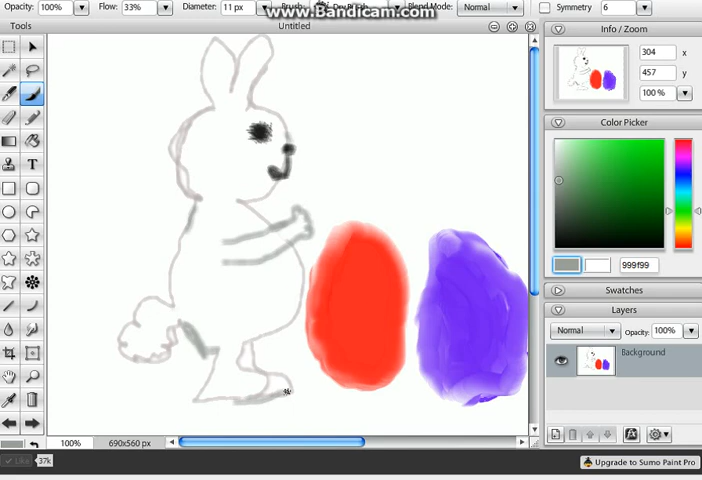 Opacity: 100% Flow: 33% Diameter: 11 px Brush: Dry Brush Blend Mode: Normal Symmetry 6
www.Bandicam.com
Untitled
Tools
Info / Zoom
304 x
457 y
100 %
Color Picker
999f99
Swatches
Layers
Normal Opacity: 100%
Background
T
100% 690x560 px
Like 37k
Upgrade to Sumo Paint Pro